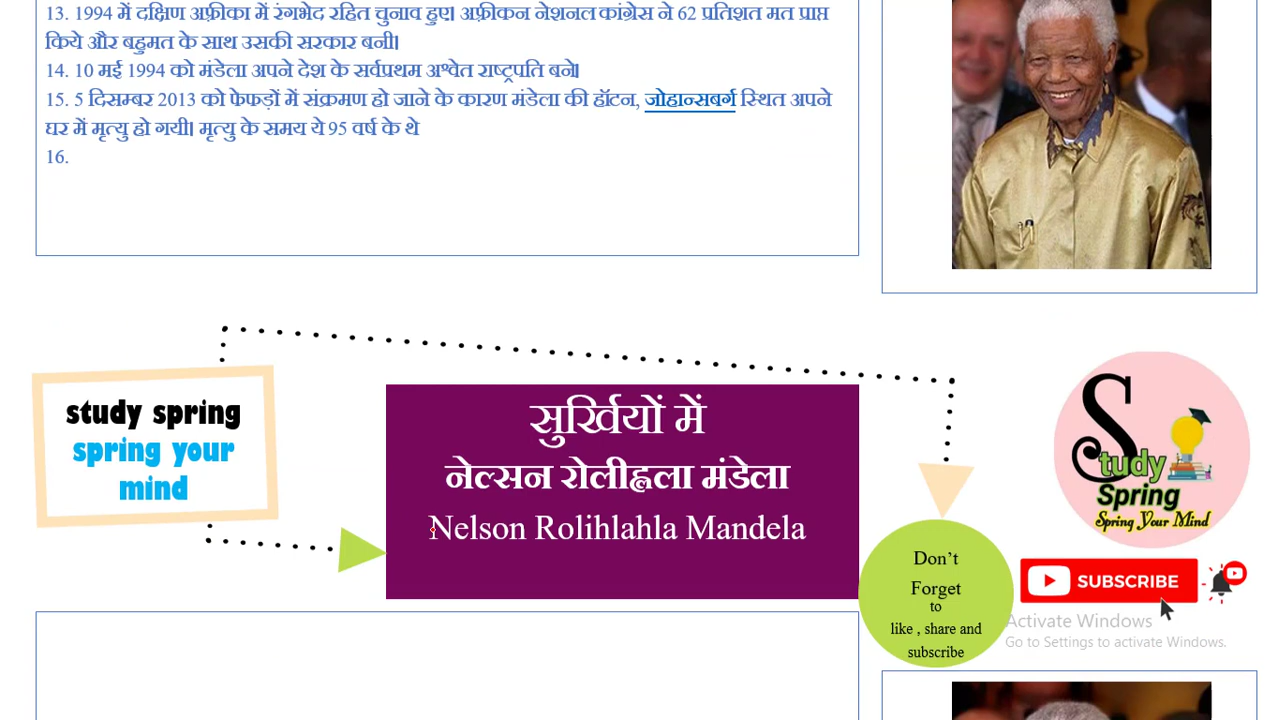 13. 1994 में दक्षिण अफ्रीका में रंगभेद रहित चुनाव हुए। अफ्रीकन नेशनल कांग्रेस ने 62 प्रतिशत मत प्राप्त
किये और बहुमत के साथ उसकी सरकार बनी।
14. 10 मई 1994 को मंडेला अपने देश के सर्वप्रथम अश्वेत राष्ट्रपति बने।
15. 5 दिसम्बर 2013 को फेफड़ों में संक्रमण हो जाने के कारण मंडेला की हॉटन, जोहान्सबर्ग स्थित अपने
घर में मृत्यु हो गयी। मृत्यु के समय ये 95 वर्ष के थे
16.
study spring
spring your
mind
सुर्खियों में
नेल्सन रोलीह्लला मंडेला
Nelson Rolihlahla Mandela
Don’t
Forget
to
like , share and
subscribe
Study
Spring
Spring Your Mind
SUBSCRIBE
Activate Windows
Go to Settings to activate Windows.